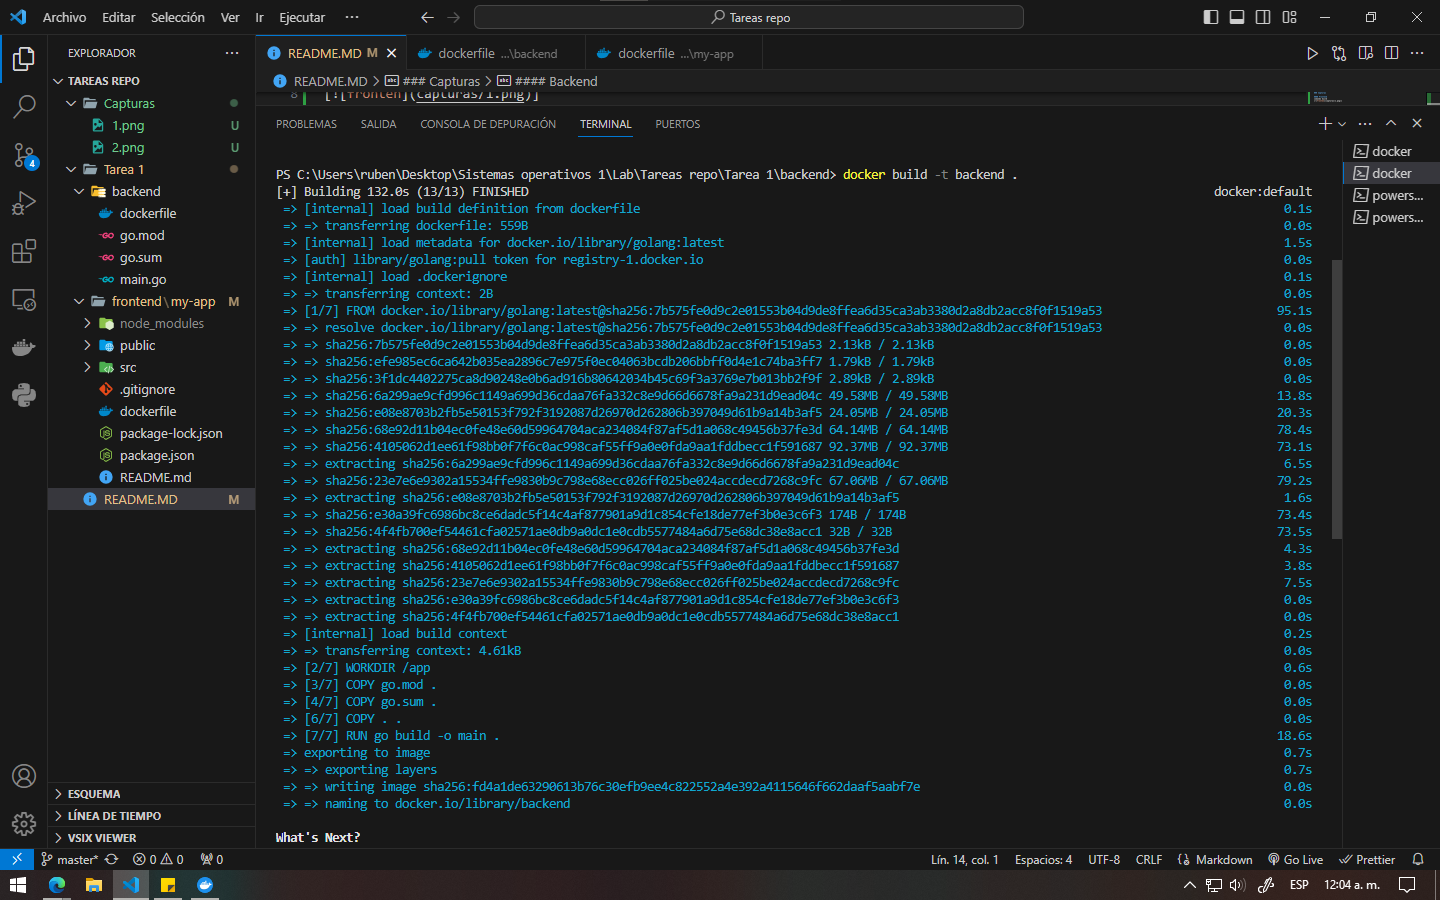 Archivo Editar Selección Ver Ir Ejecutar ··· Tareas repo
EXPLORADOR ···
TAREAS REPO
Capturas
1.png U
2.png U
Tarea 1
backend
dockerfile
go.mod
go.sum
main.go
frontend\my-app M
node_modules
public
src
.gitignore
dockerfile
package-lock.json
package.json
README.md
README.MD M
ESQUEMA
LÍNEA DE TIEMPO
VSIX VIEWER
4
README.MD M dockerfile ...\backend dockerfile ...\my-app
README.MD > ### Capturas > #### Backend
8 [![fronten](capturas/1.png)]
PROBLEMAS SALIDA CONSOLA DE DEPURACIÓN TERMINAL PUERTOS
docker
docker
powers...
powers...
PS C:\Users\ruben\Desktop\Sistemas operativos 1\Lab\Tareas repo\Tarea 1\backend> docker build -t backend .
[+] Building 132.0s (13/13) FINISHED docker:default
=> [internal] load build definition from dockerfile 0.1s
=> => transferring dockerfile: 559B 0.0s
=> [internal] load metadata for docker.io/library/golang:latest 1.5s
=> [auth] library/golang:pull token for registry-1.docker.io 0.0s
=> [internal] load .dockerignore 0.1s
=> => transferring context: 2B 0.0s
=> [1/7] FROM docker.io/library/golang:latest@sha256:7b575fe0d9c2e01553b04d9de8ffea6d35ca3ab3380d2a8db2acc8f0f1519a53 95.1s
=> => resolve docker.io/library/golang:latest@sha256:7b575fe0d9c2e01553b04d9de8ffea6d35ca3ab3380d2a8db2acc8f0f1519a53 0.0s
=> => sha256:7b575fe0d9c2e01553b04d9de8ffea6d35ca3ab3380d2a8db2acc8f0f1519a53 2.13kB / 2.13kB 0.0s
=> => sha256:efe985ec6ca642b035ea2896c7e975f0ec04063bcdb206bbff0d4e1c74ba3ff7 1.79kB / 1.79kB 0.0s
=> => sha256:3f1dc4402275ca8d90248e0b6ad916b80642034b45c69f3a3769e7b013bb2f9f 2.89kB / 2.89kB 0.0s
=> => sha256:6a299ae9cfd996c1149a699d36cdaa76fa332c8e9d66d6678fa9a231d9ead04c 49.58MB / 49.58MB 13.8s
=> => sha256:e08e8703b2fb5e50153f792f3192087d26970d262806b397049d61b9a14b3af5 24.05MB / 24.05MB 20.3s
=> => sha256:68e92d11b04ec0fe48e60d59964704aca234084f87af5d1a068c49456b37fe3d 64.14MB / 64.14MB 78.4s
=> => sha256:4105062d1ee61f98bb0f7f6c0ac998caf55ff9a0e0fda9aa1fddbecc1f591687 92.37MB / 92.37MB 73.1s
=> => extracting sha256:6a299ae9cfd996c1149a699d36cdaa76fa332c8e9d66d6678fa9a231d9ead04c 6.5s
=> => sha256:23e7e6e9302a15534ffe9830b9c798e68ecc026ff025be024accdecd7268c9fc 67.06MB / 67.06MB 79.2s
=> => extracting sha256:e08e8703b2fb5e50153f792f3192087d26970d262806b397049d61b9a14b3af5 1.6s
=> => sha256:e30a39fc6986bc8ce6dadc5f14c4af877901a9d1c854cfe18de77ef3b0e3c6f3 174B / 174B 73.4s
=> => sha256:4f4fb700ef54461cfa02571ae0db9a0dc1e0cdb5577484a6d75e68dc38e8acc1 32B / 32B 73.5s
=> => extracting sha256:68e92d11b04ec0fe48e60d59964704aca234084f87af5d1a068c49456b37fe3d 4.3s
=> => extracting sha256:4105062d1ee61f98bb0f7f6c0ac998caf55ff9a0e0fda9aa1fddbecc1f591687 3.8s
=> => extracting sha256:23e7e6e9302a15534ffe9830b9c798e68ecc026ff025be024accdecd7268c9fc 7.5s
=> => extracting sha256:e30a39fc6986bc8ce6dadc5f14c4af877901a9d1c854cfe18de77ef3b0e3c6f3 0.0s
=> => extracting sha256:4f4fb700ef54461cfa02571ae0db9a0dc1e0cdb5577484a6d75e68dc38e8acc1 0.0s
=> [internal] load build context 0.2s
=> => transferring context: 4.61kB 0.0s
=> [2/7] WORKDIR /app 0.6s
=> [3/7] COPY go.mod . 0.0s
=> [4/7] COPY go.sum . 0.0s
=> [6/7] COPY . . 0.0s
=> [7/7] RUN go build -o main . 18.6s
=> exporting to image 0.7s
=> => exporting layers 0.7s
=> => writing image sha256:fd4a1de63290613b76c30efb9ee4c822552a4e392a4115646f662daaf5aabf7e 0.0s
=> => naming to docker.io/library/backend 0.0s
What's Next?
master* 0 0 0 Lín. 14, col. 1 Espacios: 4 UTF-8 CRLF Markdown Go Live Prettier
ESP 12:04 a. m.